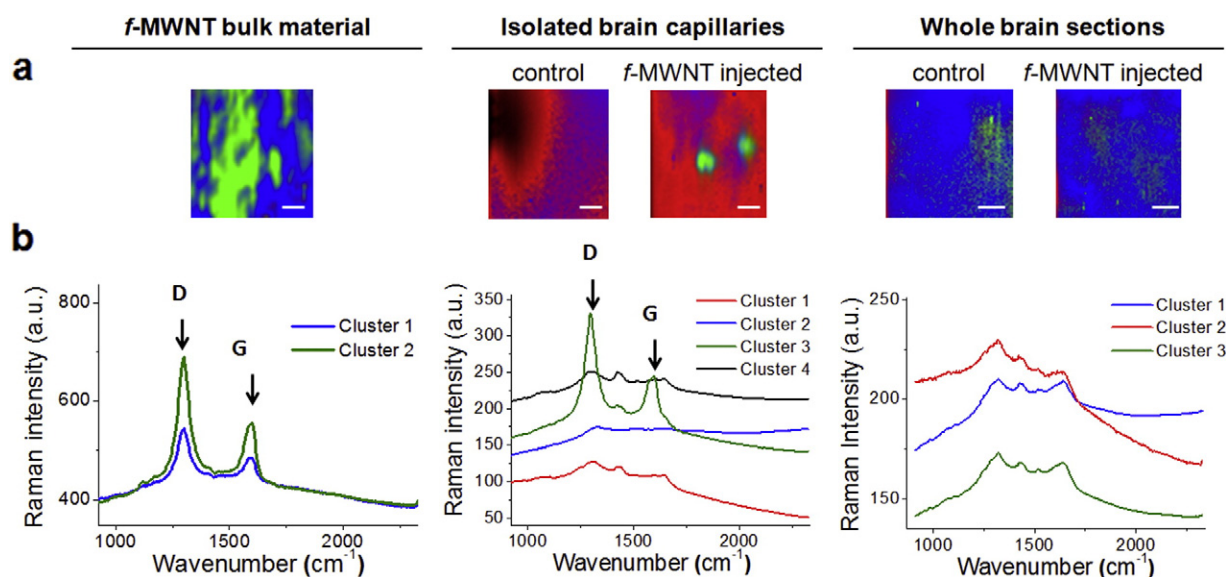 f-MWNT bulk material
Isolated brain capillaries
Whole brain sections
a
control
f-MWNT injected
control
f-MWNT injected
b
D
G
Cluster 1
Cluster 2
800
600
400
1000
1500
2000
Raman intensity (a.u.)
Wavenumber (cm-1)
D
G
Cluster 1
Cluster 2
Cluster 3
Cluster 4
350
300
250
200
150
100
50
1000
1500
2000
Raman intensity (a.u.)
Wavenumber (cm-1)
Cluster 1
Cluster 2
Cluster 3
250
200
150
1000
1500
2000
Raman Intensity (a.u.)
Wavenumber (cm-1)